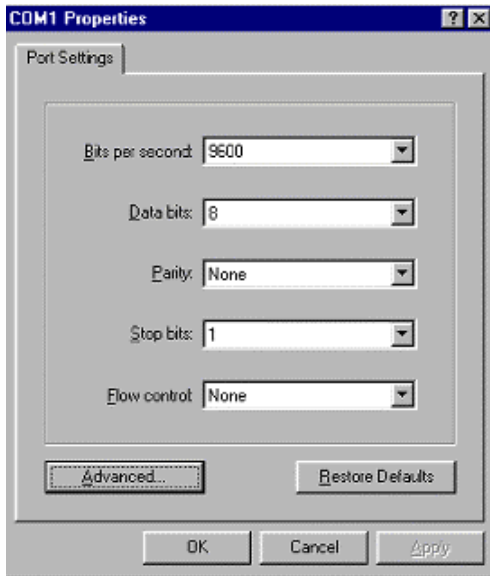 COM1 Properties
Port Settings
Bits per second: 9600
Data bits: 8
Parity: None
Stop bits: 1
Flow control: None
Advanced... Restore Defaults
OK Cancel Apply